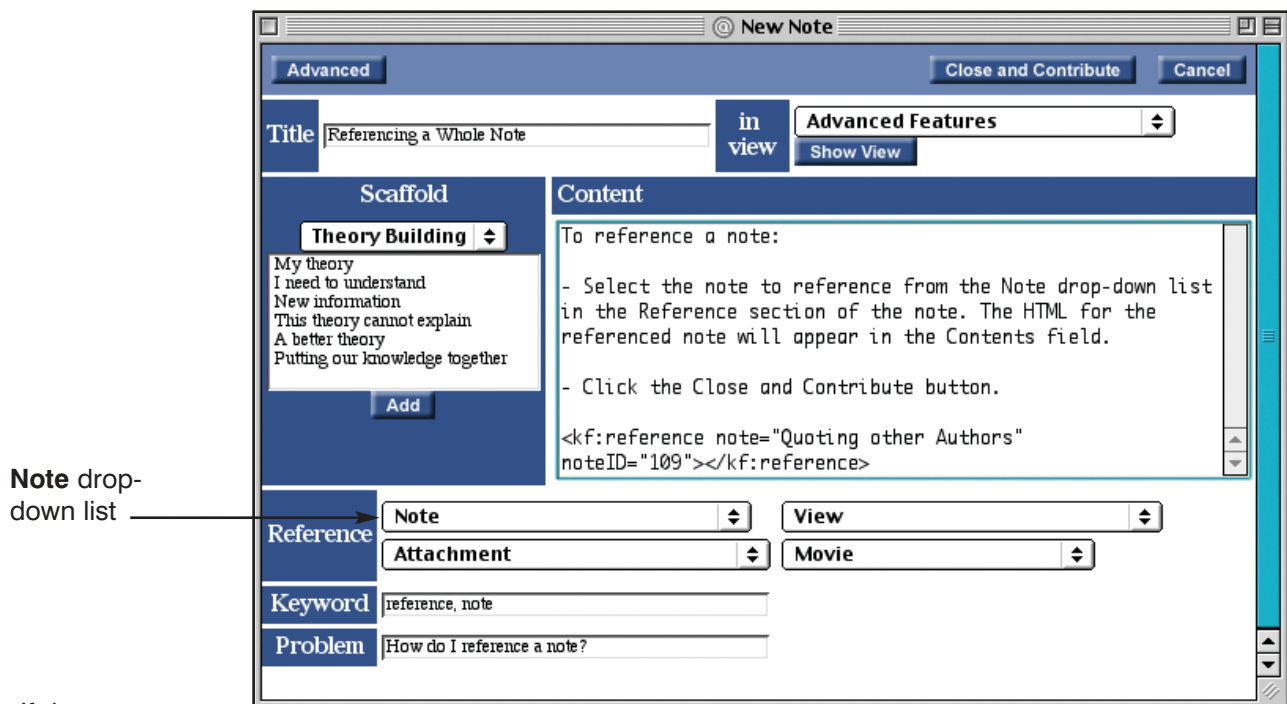 New Note
Advanced
Close and Contribute
Cancel
Title
Referencing a Whole Note
in
view
Advanced Features
Show View
Scaffold
Theory Building
My theory
I need to understand
New information
This theory cannot explain
A better theory
Putting our knowledge together
Add
Content
To reference a note:
- Select the note to reference from the Note drop-down list
in the Reference section of the note. The HTML for the
referenced note will appear in the Contents field.
- Click the Close and Contribute button.
<kf:reference note="Quoting other Authors"
noteID="109"></kf:reference>
Note drop-
down list
Reference
Note
View
Attachment
Movie
Keyword
reference, note
Problem
How do I reference a note?